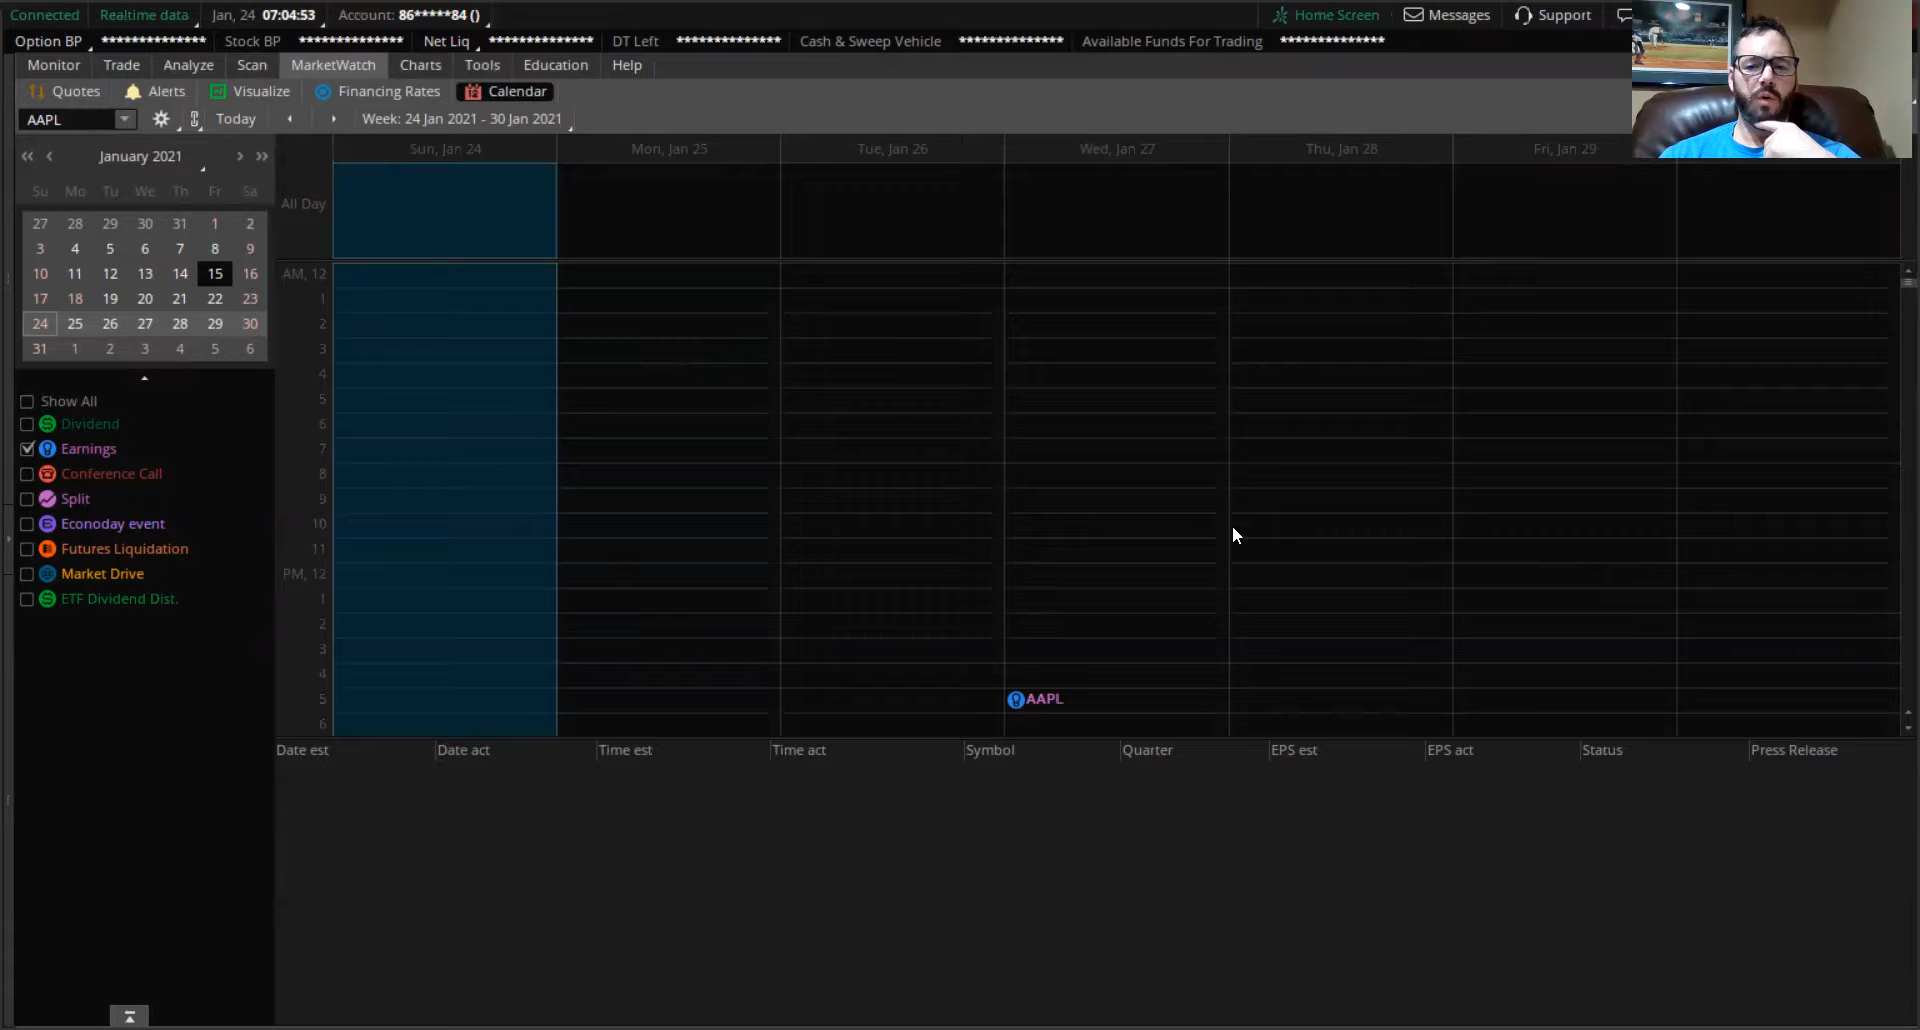 Connected Realtime data Jan, 24 07:04:53 Account: 86*****84 () Home Screen Messages Support
Option BP ************** Stock BP ************** Net Liq ************** DT Left ************** Cash & Sweep Vehicle ************** Available Funds For Trading **************
Monitor Trade Analyze Scan MarketWatch Charts Tools Education Help
Quotes Alerts Visualize Financing Rates Calendar
AAPL Today Week: 24 Jan 2021 - 30 Jan 2021
January 2021 Sun, Jan 24 Mon, Jan 25 Tue, Jan 26 Wed, Jan 27 Thu, Jan 28 Fri, Jan 29
Su Mo Tu We Th Fr Sa
All Day
27 28 29 30 31 1 2
3 4 5 6 7 8 9
10 11 12 13 14 15 16 AM, 12
17 18 19 20 21 22 23 1
24 25 26 27 28 29 30 2
31 1 2 3 4 5 6 3
4
Show All 5
Dividend 6
Earnings 7
Conference Call 8
Split 9
Econoday event 10
Futures Liquidation 11
Market Drive PM, 12
ETF Dividend Dist. 1
2
3
4
5 AAPL
6
Date est Date act Time est Time act Symbol Quarter EPS est EPS act Status Press Release